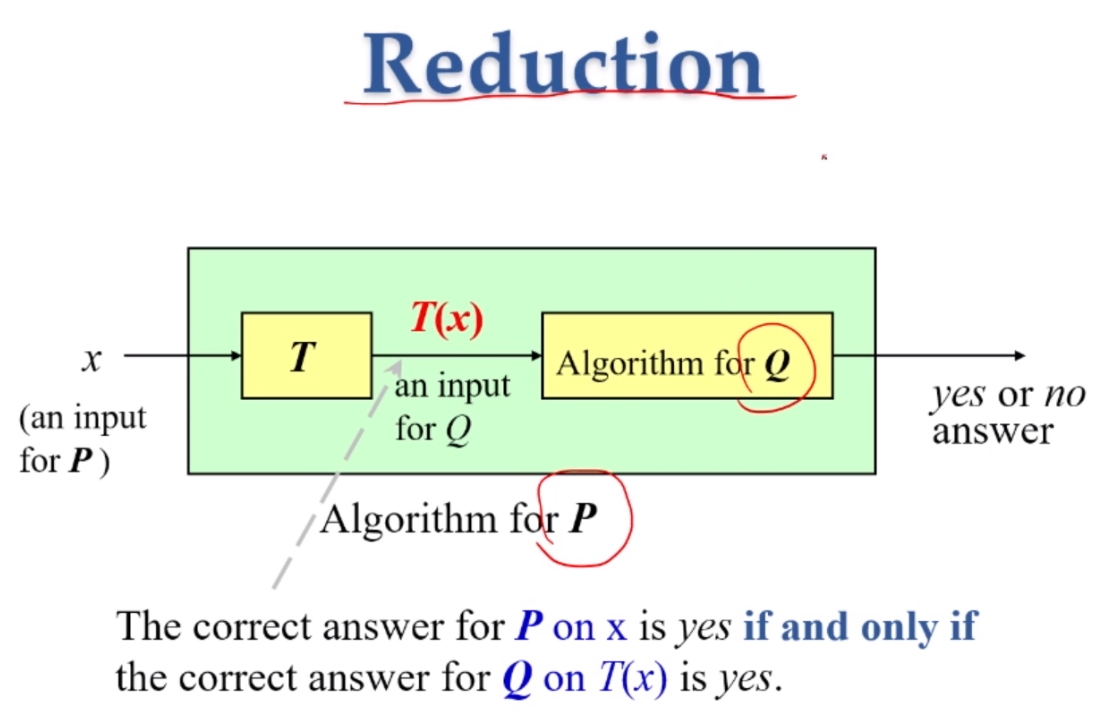 Reduction
T(x)
x
T
Algorithm for Q
an input
for Q
(an input
for P )
yes or no
answer
Algorithm for P
The correct answer for P on x is yes if and only if
the correct answer for Q on T(x) is yes.